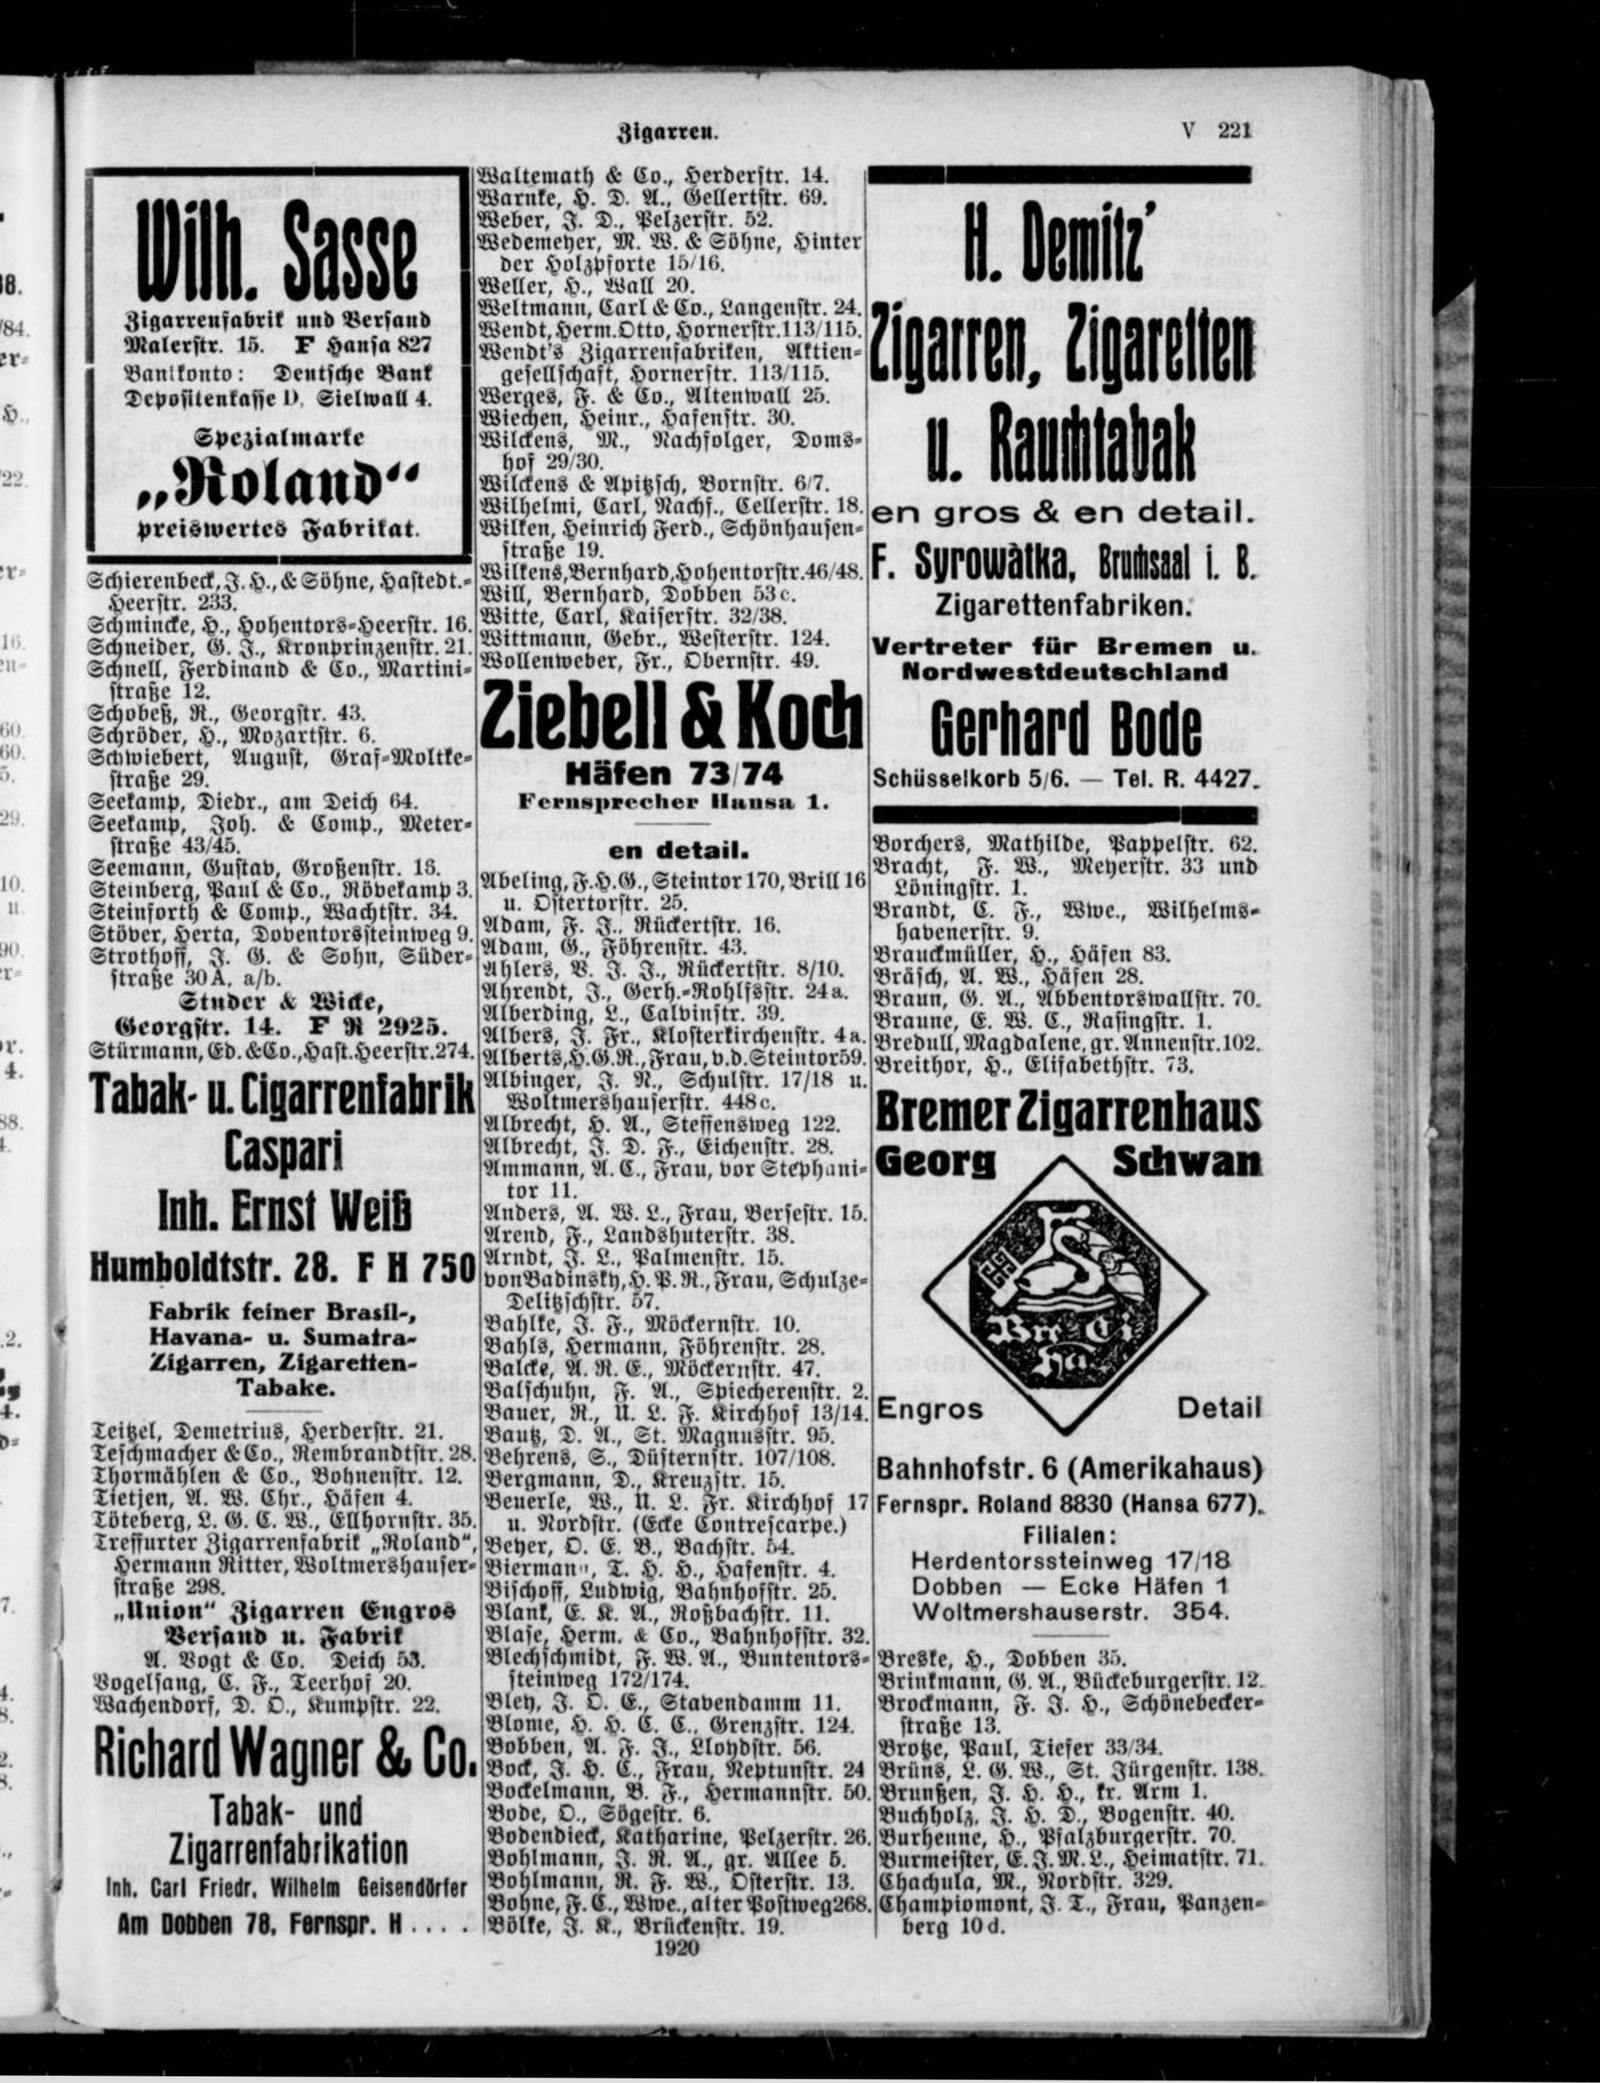 Zigarren.
V 221
Wilh. Sasse
Zigarrenfabrik und Versand
Malerstr. 15. F Hansa 827
Bankkonto: Deutsche Bank
Depositenkasse D, Sielwall 4.
Spezialmarke
„Roland“
preiswertes Fabrikat.
Schierenbeck, J. H., & Söhne, Hastedt.-
Heerstr. 233.
Schmincke, H., Hohentors-Heerstr. 16.
Schneider, G. J., Kronprinzenstr. 21.
Schnell, Ferdinand & Co., Martini-
straße 12.
Schobeß, R., Georgstr. 43.
Schröder, H., Mozartstr. 6.
Schwiebert, August, Graf-Moltke-
straße 29.
Seekamp, Diedr., am Deich 64.
Seekamp, Joh. & Comp., Meter-
straße 43/45.
Seemann, Gustav, Großenstr. 13.
Steinberg, Paul & Co., Röbekamp 3.
Steinforth & Comp., Wachtstr. 34.
Stöver, Herta, Doventorssteinweg 9.
Strothoff, J. G. & Sohn, Süder-
straße 30 A, a/b.
Studer & Wicke,
Georgstr. 14. F R 2925.
Stürmann, Ed. & Co., Hast. Heerstr. 274.
Tabak- u. Cigarrenfabrik
Caspari
Inh. Ernst Weiß
Humboldtstr. 28. F H 750
Fabrik feiner Brasil-,
Havana- u. Sumatra-
Zigarren, Zigaretten-
Tabake.
Teitzel, Demetrius, Herderstr. 21.
Teschmacher & Co., Rembrandtstr. 28.
Thormählen & Co., Bohnenstr. 12.
Tietjen, A. W. Chr., Häfen 4.
Töteberg, L. G. C. W., Ellhornstr. 35.
Treffurter Zigarrenfabrik „Roland“,
Hermann Ritter, Woltmershauser-
straße 298.
„Union“ Zigarren Engros
Versand u. Fabrik
A. Vogt & Co. Deich 53.
Vogelsang, C. F., Teerhof 20.
Wachendorf, D. O., Kumpstr. 22.
Richard Wagner & Co.
Tabak- und
Zigarrenfabrikation
Inh. Carl Friedr. Wilhelm Geisendörfer
Am Dobben 78, Fernspr. H . . . .
Waltemath & Co., Herderstr. 14.
Warnke, H. D. A., Gellertstr. 69.
Weber, J. D., Pelzerstr. 52.
Wedemeyer, M. W. & Söhne, Hinter
der Holzpforte 15/16.
Weller, H., Wall 20.
Weltmann, Carl & Co., Langenstr. 24.
Wendt, Herm. Otto, Hornerstr. 113/115.
Wendt's Zigarrenfabriken, Aktien-
gesellschaft, Hornerstr. 113/115.
Werges, F. & Co., Altenwall 25.
Wiechen, Heinr., Hafenstr. 30.
Wilckens, M., Nachfolger, Doms-
hof 29/30.
Wilckens & Apitzsch, Bornstr. 6/7.
Wilhelmi, Carl, Nachf., Cellerstr. 18.
Wilken, Heinrich Ferd., Schönhausen-
straße 19.
Wilkens, Bernhard, Hohentorstr. 46/48.
Will, Bernhard, Dobben 53c.
Witte, Carl, Kaiserstr. 32/38.
Wittmann, Gebr., Westerstr. 124.
Wollenweber, Fr., Obernstr. 49.
Ziebell & Koch
Häfen 73/74
Fernsprecher Hansa 1.
en detail.
Abeling, F. H. G., Steintor 170, Brill 16
u. Ostertorstr. 25.
Adam, F. J., Rückertstr. 16.
Adam, G., Föhrenstr. 43.
Ahlers, B. J. J., Rückertstr. 8/10.
Ahrendt, J., Gerh.-Rohlfsstr. 24a.
Alberding, L., Calvinstr. 39.
Albers, J. Fr., Klosterkirchenstr. 4a.
Alberts, H. G. R., Frau, v. d. Steintor 59.
Albinger, J. N., Schulstr. 17/18 u.
Woltmershauserstr. 448c.
Albrecht, H. A., Steffensweg 122.
Albrecht, J. D. F., Eichenstr. 28.
Ammann, A. C., Frau, vor Stephani-
tor 11.
Anders, A. W. L., Frau, Versestr. 15.
Arend, F., Landshuterstr. 38.
Arndt, J. L., Palmenstr. 15.
von Badinsky, H. P. R., Frau, Schulze-
Delitzschstr. 57.
Bahlke, J. F., Möckernstr. 10.
Bahls, Hermann, Föhrenstr. 28.
Balcke, A. R. E., Möckernstr. 47.
Balschuhn, F. A., Spiecherenstr. 2.
Bauer, R., U. L. F. Kirchhof 13/14.
Bautz, D. A., St. Magnusstr. 95.
Behrens, S., Düsternstr. 107/108.
Bergmann, D., Kreuzstr. 15.
Beuerle, W., U. L. Fr. Kirchhof 17
u. Nordstr. (Ecke Contrescarpe.)
Beyer, O. E. B., Bachstr. 54.
Biermann, T. H. H., Hafenstr. 4.
Bischoff, Ludwig, Bahnhofstr. 25.
Blank, E. K. A., Roßbachstr. 11.
Blase, Herm. & Co., Bahnhofstr. 32.
Blechschmidt, F. W. A., Buntentors-
steinweg 172/174.
Bley, J. O. E., Stavendamm 11.
Blome, H. H. C. C., Grenzstr. 124.
Bobben, A. F. J., Lloydstr. 56.
Bock, J. H. C., Frau, Neptunstr. 24
Bockelmann, B. F., Hermannstr. 50.
Bode, O., Sögestr. 6.
Bodendieck, Katharine, Pelzerstr. 26.
Bohlmann, J. R. A., gr. Allee 5.
Bohlmann, R. F. W., Osterstr. 13.
Bohne, F. C., Wwe., alter Postweg 268.
Bölke, J. K., Brückenstr. 19.
1920
H. Demitz'
Zigarren, Zigaretten
u. Rauchtabak
en gros & en detail.
F. Syrowàtka, Bruchsaal i. B.
Zigarettenfabriken.
Vertreter für Bremen u.
Nordwestdeutschland
Gerhard Bode
Schüsselkorb 5/6. — Tel. R. 4427.
Borchers, Mathilde, Pappelstr. 62.
Bracht, F. W., Meyerstr. 33 und
Löningstr. 1.
Brandt, C. F., Wwe., Wilhelms-
havenerstr. 9.
Brauckmüller, H., Häfen 83.
Bräsch, A. W., Häfen 28.
Braun, G. A., Abbentorswallstr. 70.
Braune, E. W. C., Rasingstr. 1.
Bredull, Magdalene, gr. Annenstr. 102.
Breithor, H., Elisabethstr. 73.
Bremer Zigarrenhaus
Georg Schwan
Bre Ci
Ha
Engros Detail
Bahnhofstr. 6 (Amerikahaus)
Fernspr. Roland 8830 (Hansa 677).
Filialen:
Herdentorssteinweg 17/18
Dobben — Ecke Häfen 1
Woltmershauserstr. 354.
Breske, H., Dobben 35.
Brinkmann, G. A., Bückeburgerstr. 12.
Brockmann, F. J. H., Schönebecker-
straße 13.
Brotze, Paul, Tiefer 33/34.
Brüns, L. G. W., St. Jürgenstr. 138.
Brunßen, J. H. H., kr. Arm 1.
Buchholz, J. H. D., Bogenstr. 40.
Burhenne, H., Pfalzburgerstr. 70.
Burmeister, E. J. M. L., Heimatstr. 71.
Chachula, M., Nordstr. 329.
Championont, J. T., Frau, Panzen-
berg 10d.